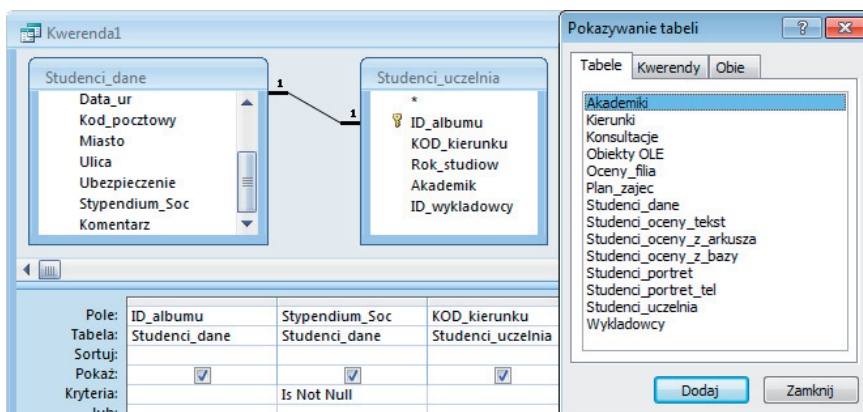 Kwerenda1
Studenci_dane
Data_ur
Kod_pocztowy
Miasto
Ulica
Ubezpieczenie
Stypendium_Soc
Komentarz
1
1
Studenci_uczelnia
*
ID_albumu
KOD_kierunku
Rok_studiow
Akademik
ID_wykladowcy
Pole: ID_albumu Stypendium_Soc KOD_kierunku
Tabela: Studenci_dane Studenci_dane Studenci_uczelnia
Sortuj:
Pokaż:
Kryteria: Is Not Null
lub:
Pokazywanie tabeli
Tabele Kwerendy Obie
Akademiki
Kierunki
Konsultacje
Obiekty OLE
Oceny_filia
Plan_zajec
Studenci_dane
Studenci_oceny_tekst
Studenci_oceny_z_arkusza
Studenci_oceny_z_bazy
Studenci_portret
Studenci_portret_tel
Studenci_uczelnia
Wykladowcy
Dodaj Zamknij